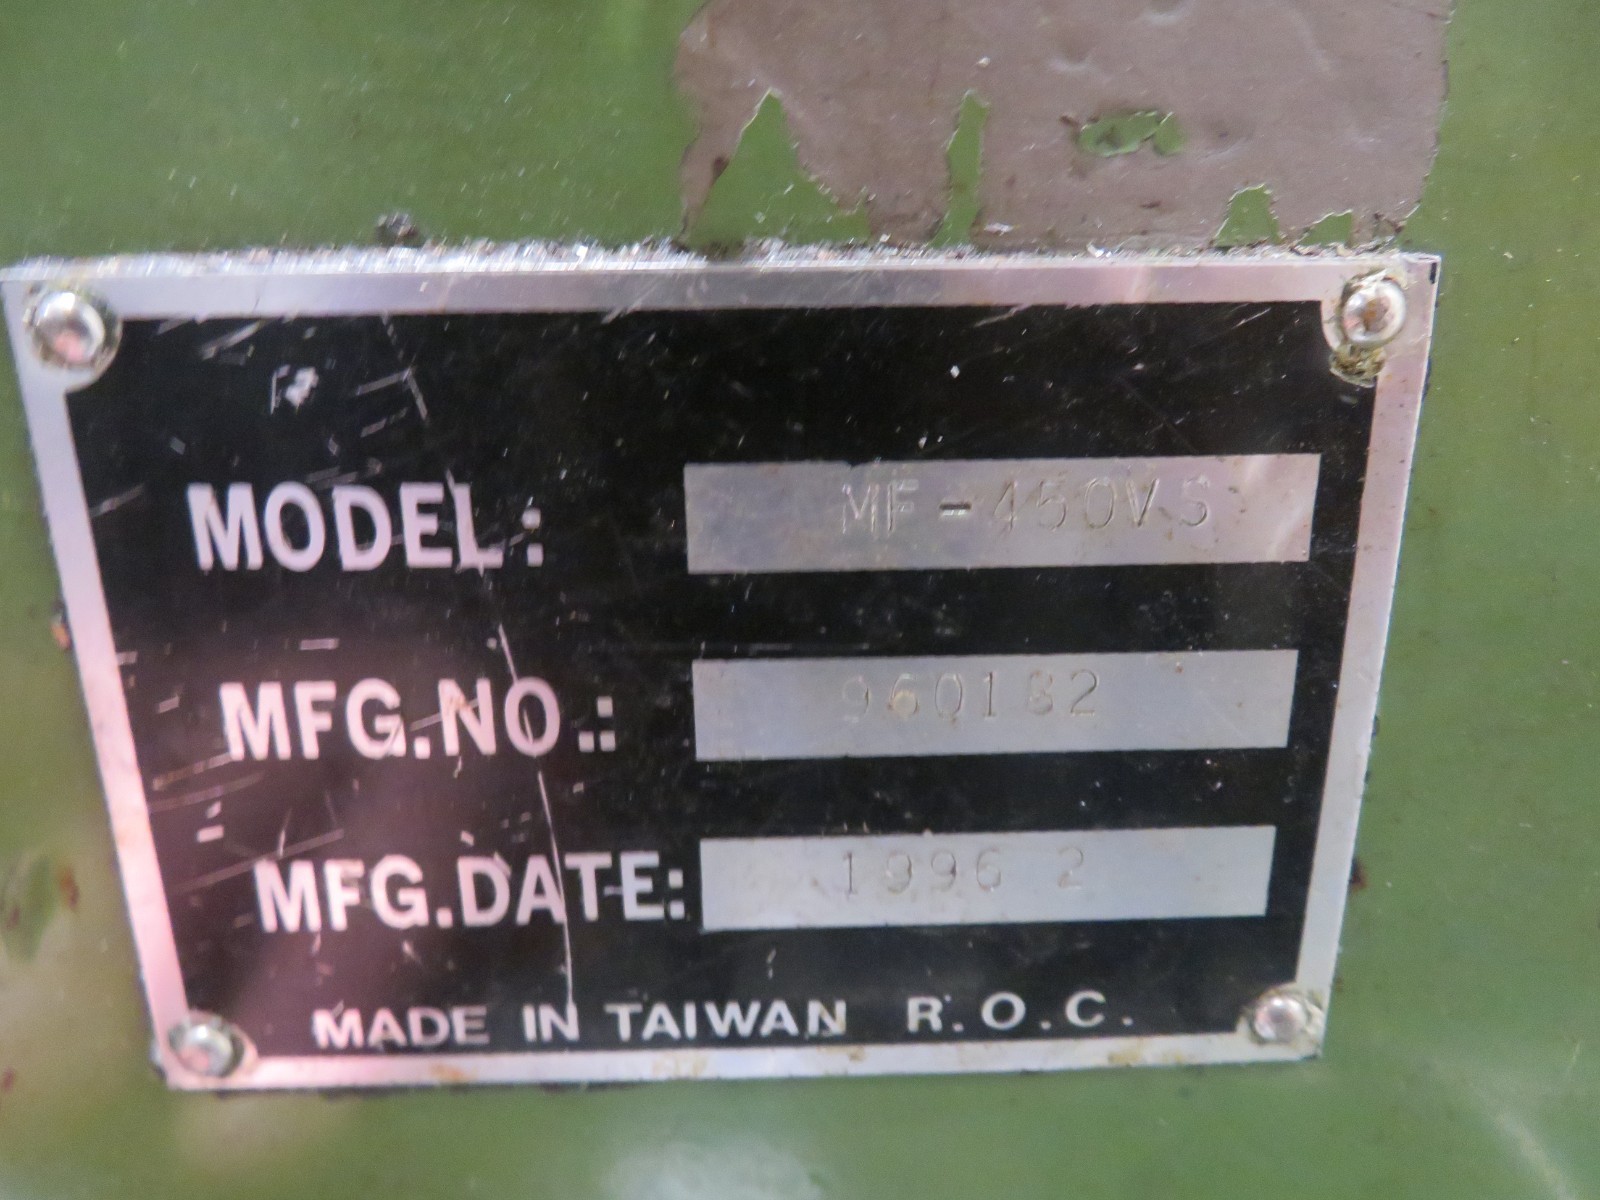 MODEL: MF-450VS
MFG.NO.: 960182
MFG.DATE: 1996 2
MADE IN TAIWAN R.O.C.